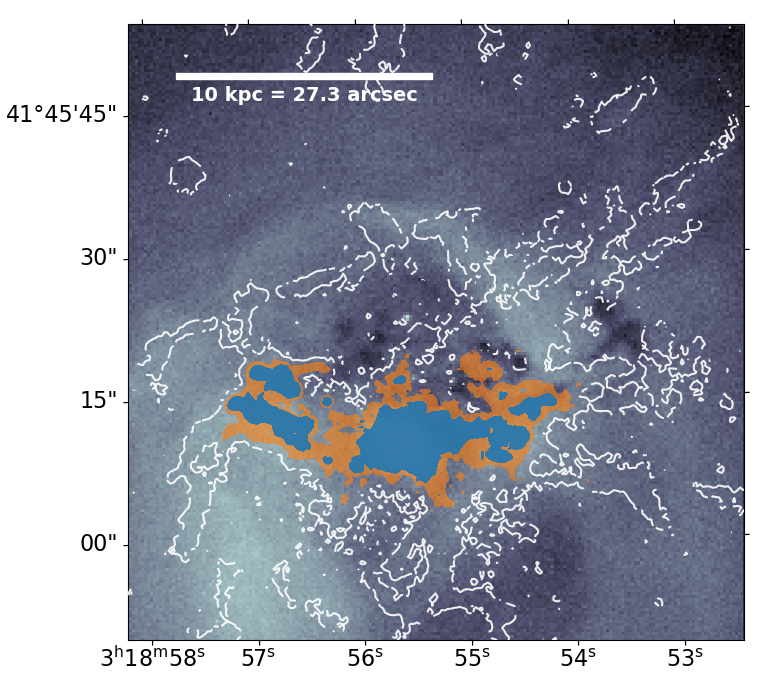 10 kpc = 27.3 arcsec
41°45'45"
30"
15"
00"
3ʰ18ᵐ58ˢ 57ˢ 56ˢ 55ˢ 54ˢ 53ˢ